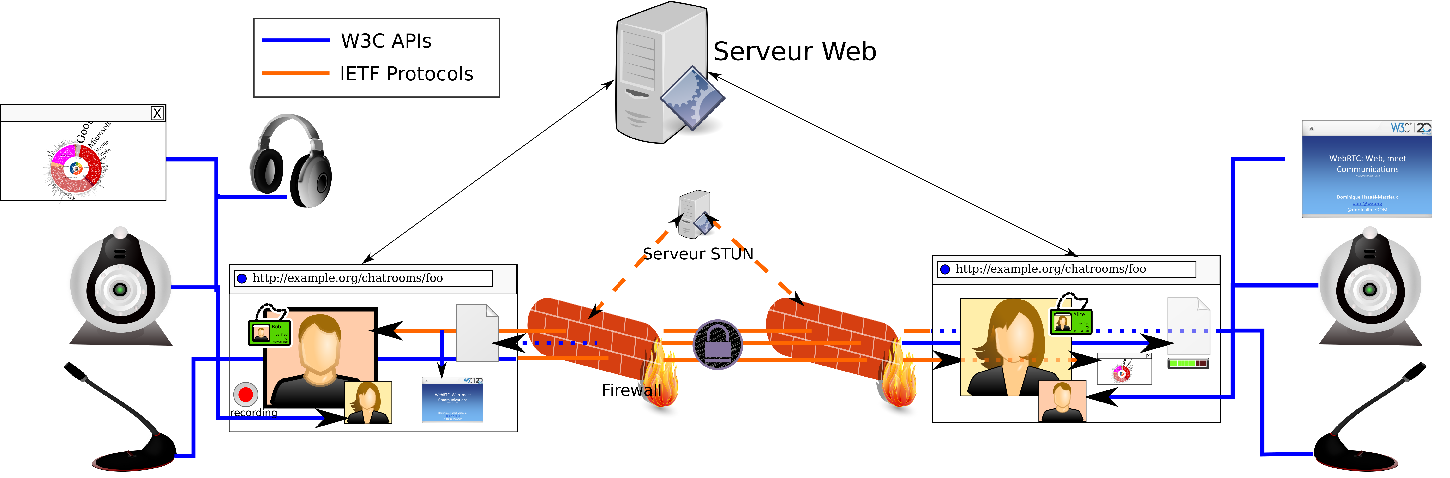 W3C APIs
IETF Protocols
Serveur Web
X
W3C 20
WebRTC: Web, meet
Communications
Serveur STUN
http://example.org/chatrooms/foo
http://example.org/chatrooms/foo
Firewall
recording